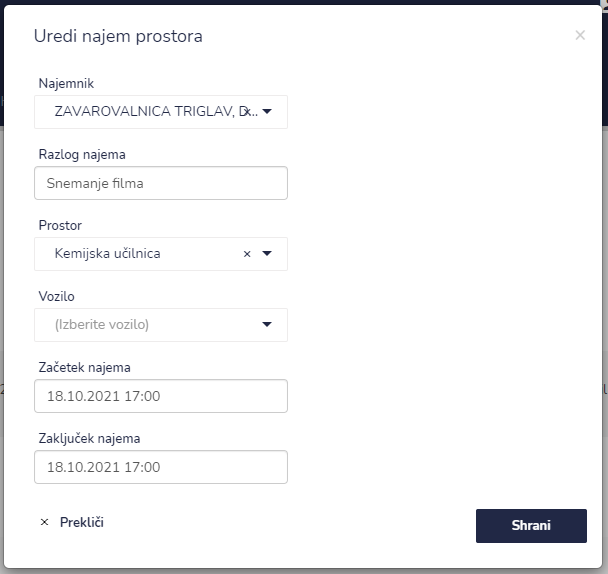 Uredi najem prostora
×
Najemnik
ZAVAROVALNICA TRIGLAV, D...
Razlog najema
Snemanje filma
Prostor
Kemijska učilnica ×
Vozilo
(Izberite vozilo)
Začetek najema
18.10.2021 17:00
Zaključek najema
18.10.2021 17:00
× Prekliči
Shrani